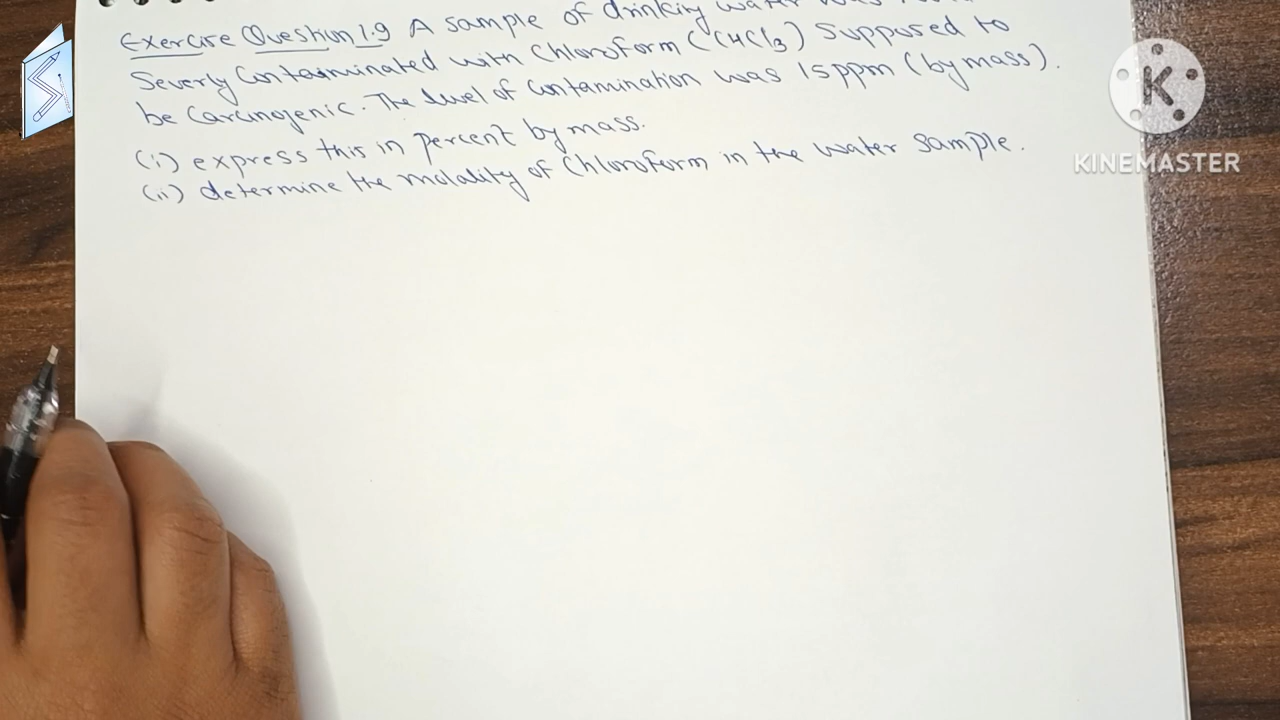 Exercise Question 1.9 A sample of drinking water was
Severly Contaminated with Chloroform (CHCl3) Supposed to
be Carcinogenic. The level of Contamination was 15ppm (by mass).
(i) express this in percent by mass.
(ii) determine the molality of Chloroform in the water sample.
KINEMASTER